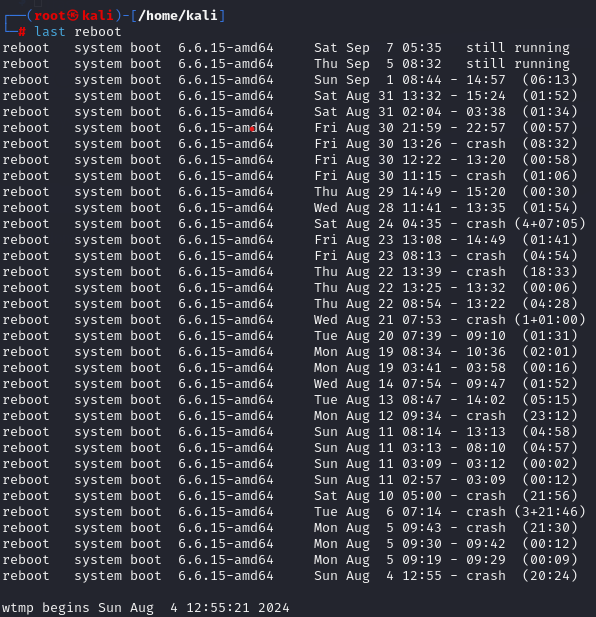 ┌──(root㉿kali)-[/home/kali]
└─# last reboot
reboot   system boot  6.6.15-amd64     Sat Sep  7 05:35   still running
reboot   system boot  6.6.15-amd64     Thu Sep  5 08:32   still running
reboot   system boot  6.6.15-amd64     Sun Sep  1 08:44 - 14:57  (06:13)
reboot   system boot  6.6.15-amd64     Sat Aug 31 13:32 - 15:24  (01:52)
reboot   system boot  6.6.15-amd64     Sat Aug 31 02:04 - 03:38  (01:34)
reboot   system boot  6.6.15-amd64     Fri Aug 30 21:59 - 22:57  (00:57)
reboot   system boot  6.6.15-amd64     Fri Aug 30 13:26 - crash  (08:32)
reboot   system boot  6.6.15-amd64     Fri Aug 30 12:22 - 13:20  (00:58)
reboot   system boot  6.6.15-amd64     Fri Aug 30 11:15 - crash  (01:06)
reboot   system boot  6.6.15-amd64     Thu Aug 29 14:49 - 15:20  (00:30)
reboot   system boot  6.6.15-amd64     Wed Aug 28 11:41 - 13:35  (01:54)
reboot   system boot  6.6.15-amd64     Sat Aug 24 04:35 - crash (4+07:05)
reboot   system boot  6.6.15-amd64     Fri Aug 23 13:08 - 14:49  (01:41)
reboot   system boot  6.6.15-amd64     Fri Aug 23 08:13 - crash  (04:54)
reboot   system boot  6.6.15-amd64     Thu Aug 22 13:39 - crash  (18:33)
reboot   system boot  6.6.15-amd64     Thu Aug 22 13:25 - 13:32  (00:06)
reboot   system boot  6.6.15-amd64     Thu Aug 22 08:54 - 13:22  (04:28)
reboot   system boot  6.6.15-amd64     Wed Aug 21 07:53 - crash (1+01:00)
reboot   system boot  6.6.15-amd64     Tue Aug 20 07:39 - 09:10  (01:31)
reboot   system boot  6.6.15-amd64     Mon Aug 19 08:34 - 10:36  (02:01)
reboot   system boot  6.6.15-amd64     Mon Aug 19 03:41 - 03:58  (00:16)
reboot   system boot  6.6.15-amd64     Wed Aug 14 07:54 - 09:47  (01:52)
reboot   system boot  6.6.15-amd64     Tue Aug 13 08:47 - 14:02  (05:15)
reboot   system boot  6.6.15-amd64     Mon Aug 12 09:34 - crash  (23:12)
reboot   system boot  6.6.15-amd64     Sun Aug 11 08:14 - 13:13  (04:58)
reboot   system boot  6.6.15-amd64     Sun Aug 11 03:13 - 08:10  (04:57)
reboot   system boot  6.6.15-amd64     Sun Aug 11 03:09 - 03:12  (00:02)
reboot   system boot  6.6.15-amd64     Sun Aug 11 02:57 - 03:09  (00:12)
reboot   system boot  6.6.15-amd64     Sat Aug 10 05:00 - crash  (21:56)
reboot   system boot  6.6.15-amd64     Tue Aug  6 07:14 - crash (3+21:46)
reboot   system boot  6.6.15-amd64     Mon Aug  5 09:43 - crash  (21:30)
reboot   system boot  6.6.15-amd64     Mon Aug  5 09:30 - 09:42  (00:12)
reboot   system boot  6.6.15-amd64     Mon Aug  5 09:19 - 09:29  (00:09)
reboot   system boot  6.6.15-amd64     Sun Aug  4 12:55 - crash  (20:24)

wtmp begins Sun Aug  4 12:55:21 2024